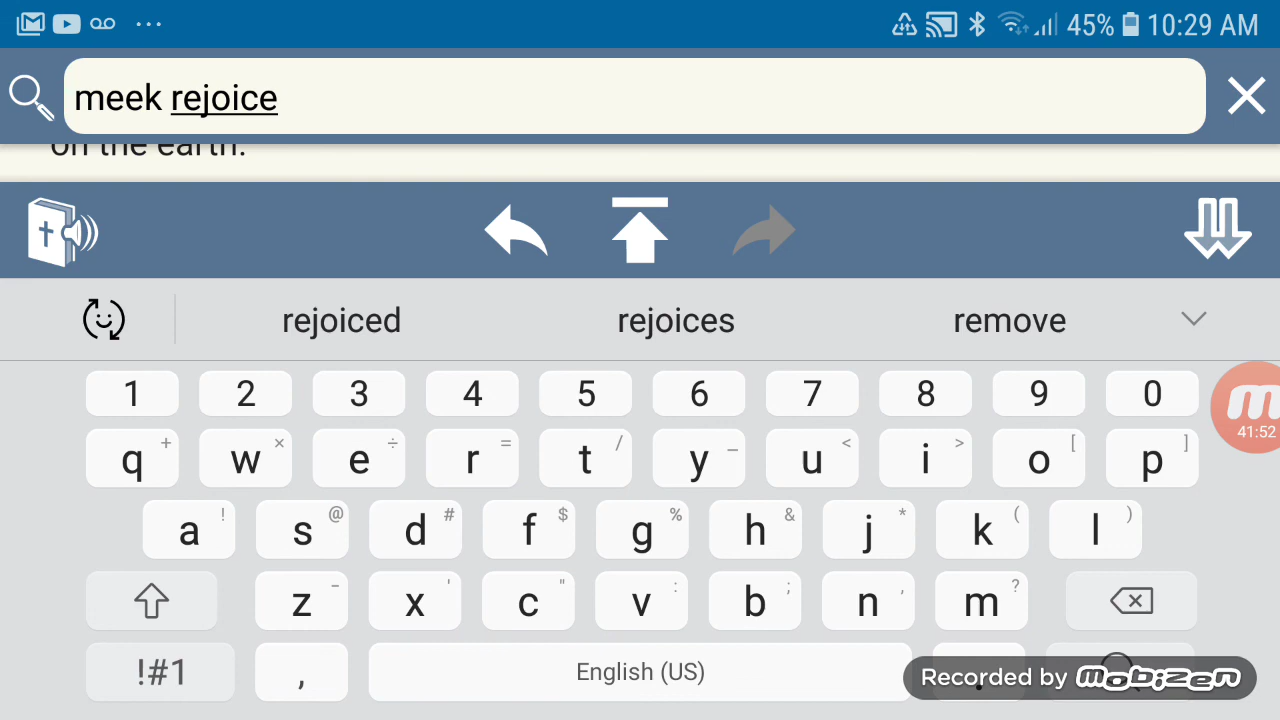 45% 10:29 AM
meek rejoice
on the earth.
rejoiced rejoices remove
1 2 3 4 5 6 7 8 9 0
q + w × e ÷ r = t / y _ u < i > o [ p ]
41:52
a ! s @ d # f $ g % h & j * k ( l )
z - x ' c " v : b ; n , m ?
!#1 , English (US) .
Recorded by mobizen